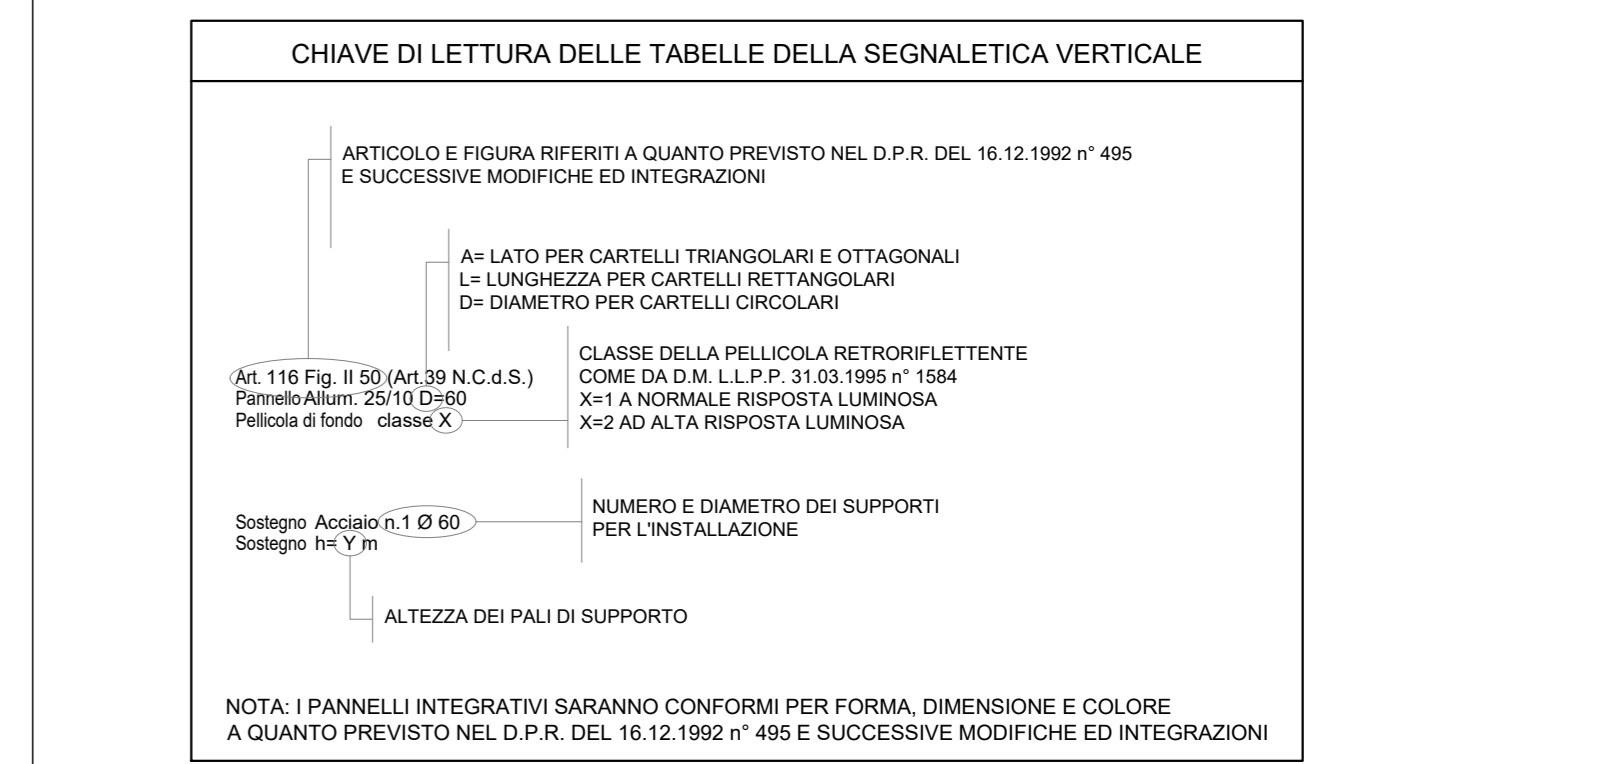 CHIAVE DI LETTURA DELLE TABELLE DELLA SEGNALETICA VERTICALE
ARTICOLO E FIGURA RIFERITI A QUANTO PREVISTO NEL D.P.R. DEL 16.12.1992 n° 495
E SUCCESSIVE MODIFICHE ED INTEGRAZIONI
A= LATO PER CARTELLI TRIANGOLARI E OTTAGONALI
L= LUNGHEZZA PER CARTELLI RETTANGOLARI
D= DIAMETRO PER CARTELLI CIRCOLARI
CLASSE DELLA PELLICOLA RETRORIFLETTENTE
COME DA D.M. L.L.P.P. 31.03.1995 n° 1584
X=1 A NORMALE RISPOSTA LUMINOSA
X=2 AD ALTA RISPOSTA LUMINOSA
Art. 116 Fig. II 50 (Art.39 N.C.d.S.)
Pannello Allum. 25/10 D=60
Pellicola di fondo classe X
NUMERO E DIAMETRO DEI SUPPORTI
PER L'INSTALLAZIONE
Sostegno Acciaio n.1 Ø 60
Sostegno h= Y m
ALTEZZA DEI PALI DI SUPPORTO
NOTA: I PANNELLI INTEGRATIVI SARANNO CONFORMI PER FORMA, DIMENSIONE E COLORE
A QUANTO PREVISTO NEL D.P.R. DEL 16.12.1992 n° 495 E SUCCESSIVE MODIFICHE ED INTEGRAZIONI